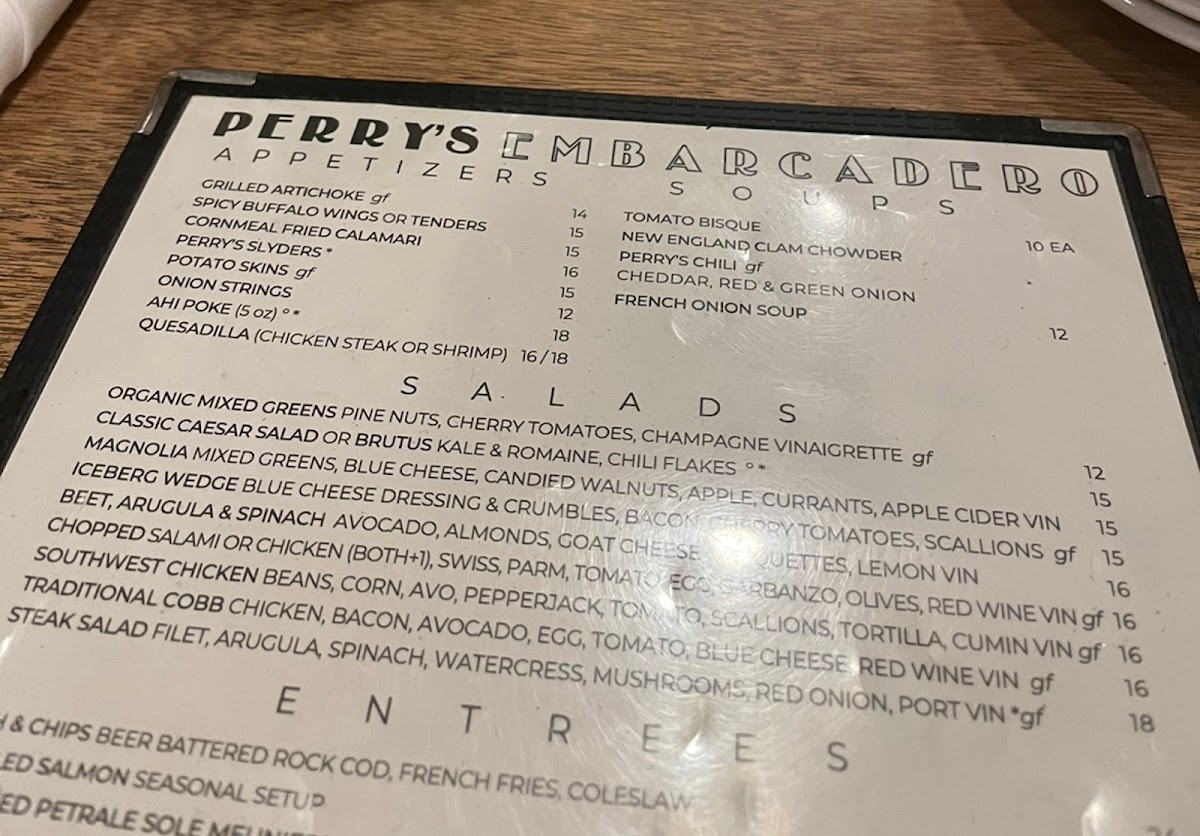 PERRY'S EMBARCADERO
APPETIZERS
GRILLED ARTICHOKE gf 14
SPICY BUFFALO WINGS OR TENDERS 15
CORNMEAL FRIED CALAMARI 15
PERRY'S SLYDERS * 16
POTATO SKINS gf 15
ONION STRINGS 12
AHI POKE (5 oz) º * 18
QUESADILLA (CHICKEN STEAK OR SHRIMP) 16/18
SOUPS
TOMATO BISQUE 10 EA
NEW ENGLAND CLAM CHOWDER
PERRY'S CHILI gf
CHEDDAR, RED & GREEN ONION
FRENCH ONION SOUP 12
SALADS
ORGANIC MIXED GREENS PINE NUTS, CHERRY TOMATOES, CHAMPAGNE VINAIGRETTE gf 12
CLASSIC CAESAR SALAD OR BRUTUS KALE & ROMAINE, CHILI FLAKES º * 15
MAGNOLIA MIXED GREENS, BLUE CHEESE, CANDIED WALNUTS, APPLE, CURRANTS, APPLE CIDER VIN 15
ICEBERG WEDGE BLUE CHEESE DRESSING & CRUMBLES, BACON, CHERRY TOMATOES, SCALLIONS gf 15
BEET, ARUGULA & SPINACH AVOCADO, ALMONDS, GOAT CHEESE LEMON VIN 16
CHOPPED SALAMI OR CHICKEN (BOTH+1), SWISS, PARM, TOMATO, EGG, GARBANZO, OLIVES, RED WINE VIN gf 16
SOUTHWEST CHICKEN BEANS, CORN, AVO, PEPPERJACK, TOMATO, SCALLIONS, TORTILLA, CUMIN VIN gf 16
TRADITIONAL COBB CHICKEN, BACON, AVOCADO, EGG, TOMATO, BLUE CHEESE RED WINE VIN gf 16
STEAK SALAD FILET, ARUGULA, SPINACH, WATERCRESS, MUSHROOMS, RED ONION, PORT VIN *gf 18
ENTREES
& CHIPS BEER BATTERED ROCK COD, FRENCH FRIES, COLESLAW
SALMON SEASONAL SETUP
PETRALE SOLE